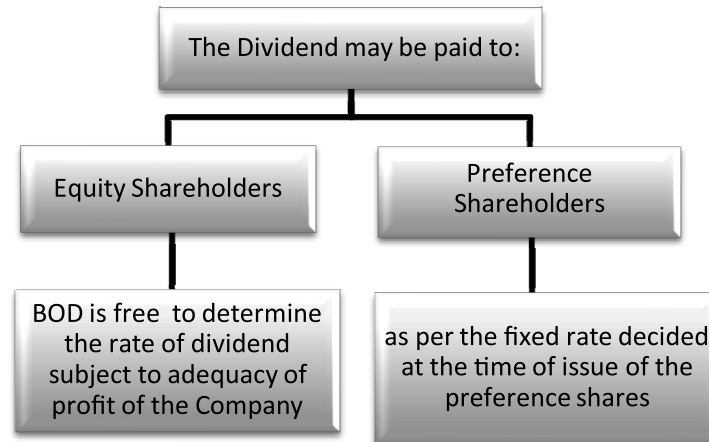 The Dividend may be paid to:
Equity Shareholders
Preference
Shareholders
BOD is free to determine
the rate of dividend
subject to adequacy of
profit of the Company
as per the fixed rate decided
at the time of issue of the
preference shares